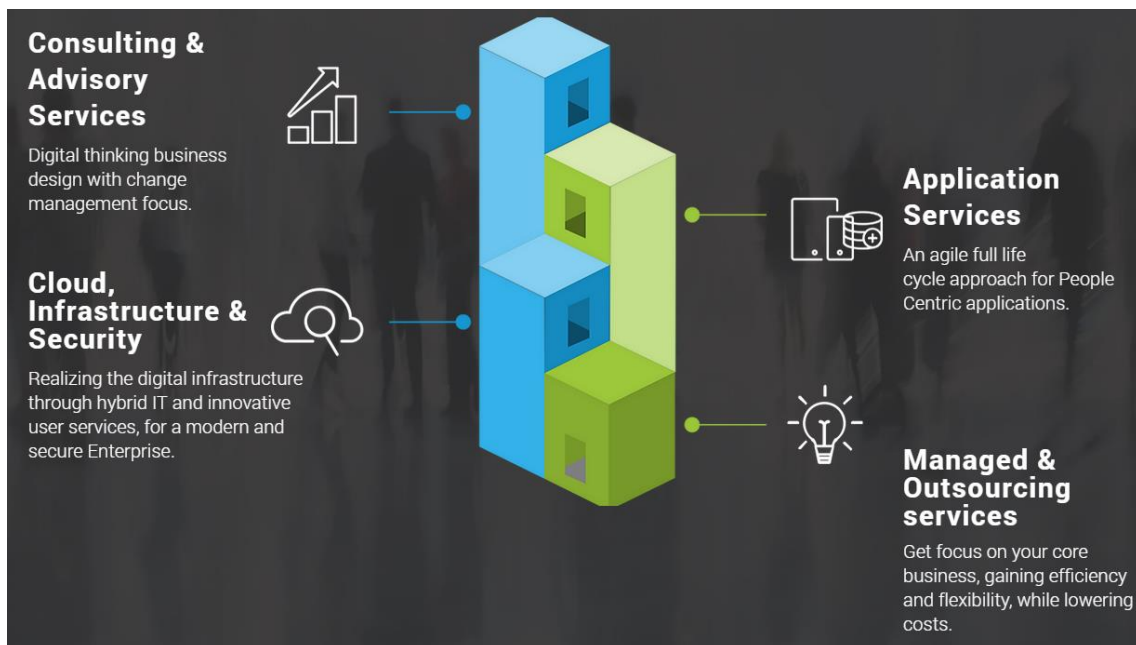 Consulting &
Advisory
Services
Digital thinking business
design with change
management focus.
Cloud,
Infrastructure &
Security
Realizing the digital infrastructure
through hybrid IT and innovative
user services, for a modern and
secure Enterprise.
Application
Services
An agile full life
cycle approach for People
Centric applications.
Managed &
Outsourcing
services
Get focus on your core
business, gaining efficiency
and flexibility, while lowering
costs.